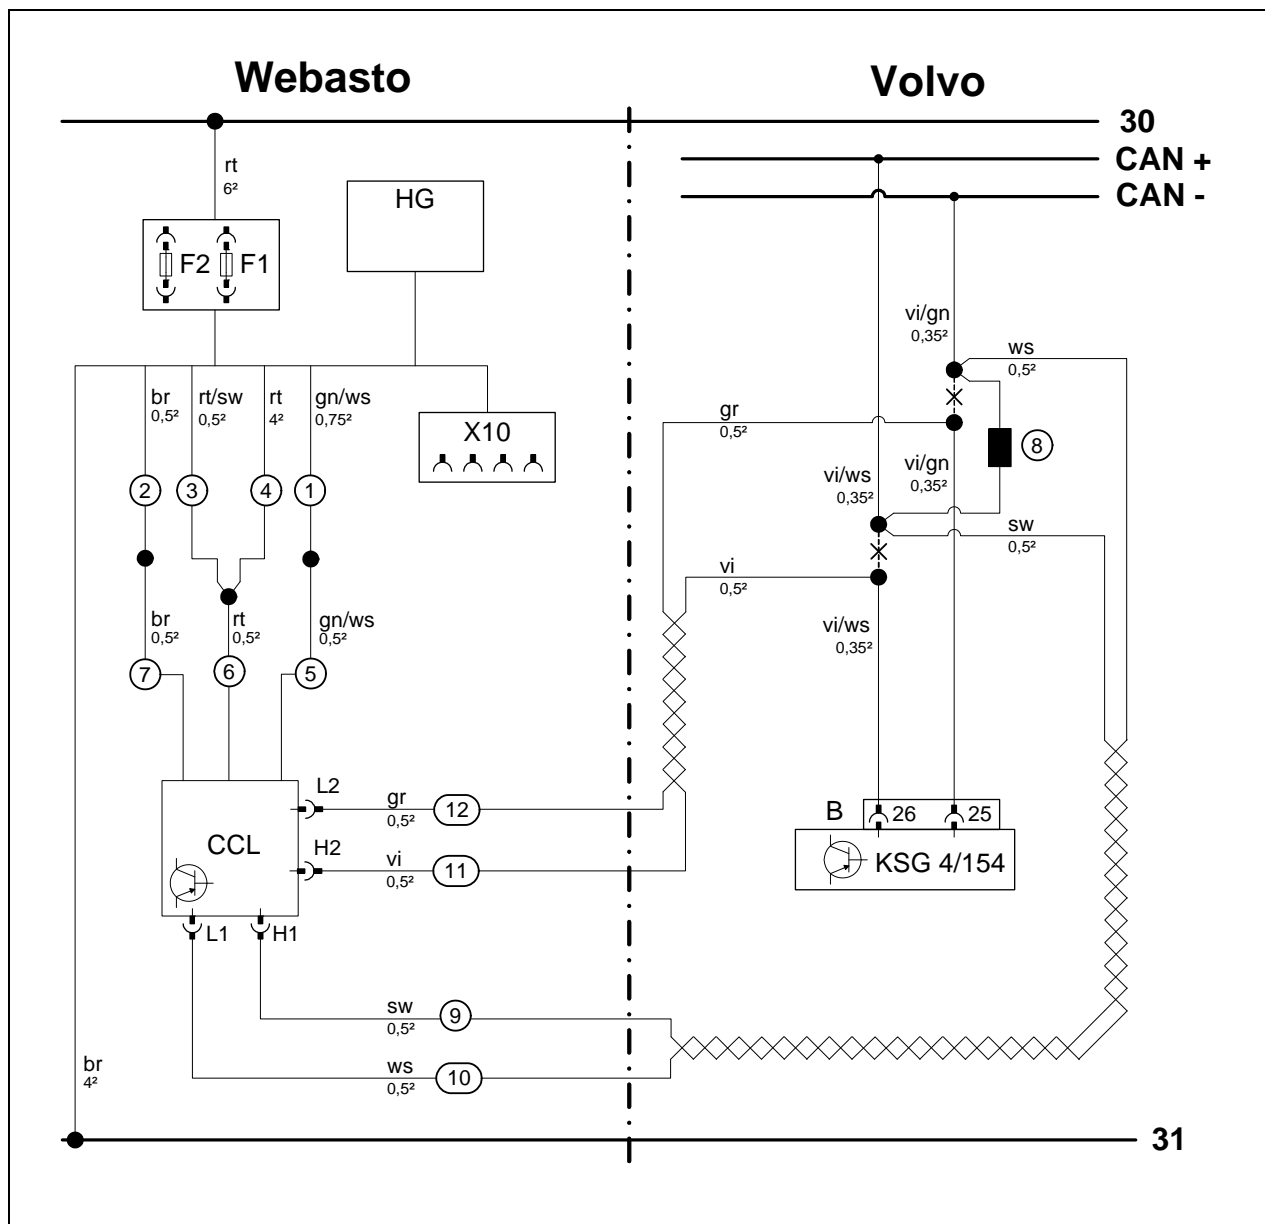 Webasto
Volvo
30
CAN +
CAN -
rt
6²
HG
F2
F1
vi/gn
0,35²
ws
0,5²
br
0,5²
rt/sw
0,5²
rt
4²
gn/ws
0,75²
X10
gr
0,5²
8
vi/ws
0,35²
vi/gn
0,35²
2
3
4
1
sw
0,5²
vi
0,5²
br
0,5²
rt
0,5²
gn/ws
0,5²
vi/ws
0,35²
7
6
5
L2
gr
0,5²
12
B
26
25
CCL
H2
vi
0,5²
11
KSG 4/154
L1
H1
sw
0,5²
9
br
4²
ws
0,5²
10
31